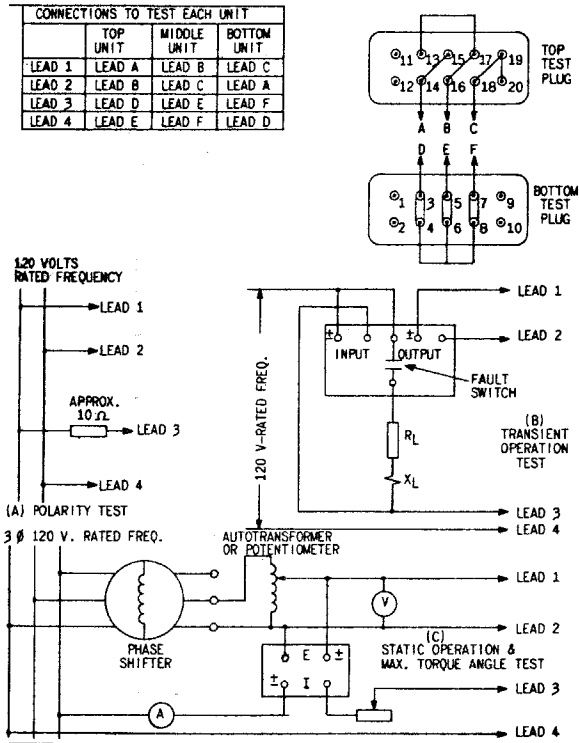 CONNECTIONS TO TEST EACH UNIT
TOP UNIT MIDDLE UNIT BOTTOM UNIT
LEAD 1 LEAD A LEAD B LEAD C
LEAD 2 LEAD B LEAD C LEAD A
LEAD 3 LEAD D LEAD E LEAD F
LEAD 4 LEAD E LEAD F LEAD D
11 13 15 17 19
12 14 16 18 20
TOP
TEST
PLUG
A B C
D E F
1 3 5 7 9
2 4 6 8 10
BOTTOM
TEST
PLUG
120 VOLTS
RATED FREQUENCY
LEAD 1
LEAD 2
APPROX.
10 Ω
LEAD 3
LEAD 4
(A) POLARITY TEST
120 V-RATED FREQ.
LEAD 1
± ±
LEAD 2
INPUT OUTPUT
FAULT
SWITCH
RL
XL
(B)
TRANSIENT
OPERATION
TEST
LEAD 3
LEAD 4
3 Ø 120 V. RATED FREQ.
AUTOTRANSFORMER
OR POTENTIOMETER
LEAD 1
V
LEAD 2
PHASE
SHIFTER
(C)
STATIC OPERATION &
MAX. TORQUE ANGLE TEST
E ±
± I
LEAD 3
A
LEAD 4